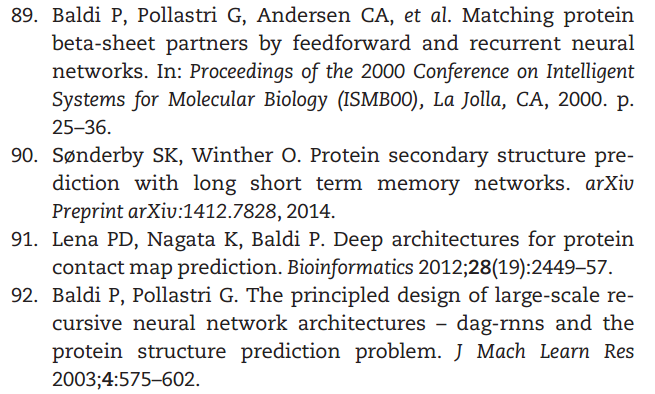 89. Baldi P, Pollastri G, Andersen CA, et al. Matching protein
beta-sheet partners by feedforward and recurrent neural
networks. In: Proceedings of the 2000 Conference on Intelligent
Systems for Molecular Biology (ISMB00), La Jolla, CA, 2000. p.
25–36.
90. Sønderby SK, Winther O. Protein secondary structure pre-
diction with long short term memory networks. arXiv
Preprint arXiv:1412.7828, 2014.
91. Lena PD, Nagata K, Baldi P. Deep architectures for protein
contact map prediction. Bioinformatics 2012;28(19):2449–57.
92. Baldi P, Pollastri G. The principled design of large-scale re-
cursive neural network architectures – dag-rnns and the
protein structure prediction problem. J Mach Learn Res
2003;4:575–602.